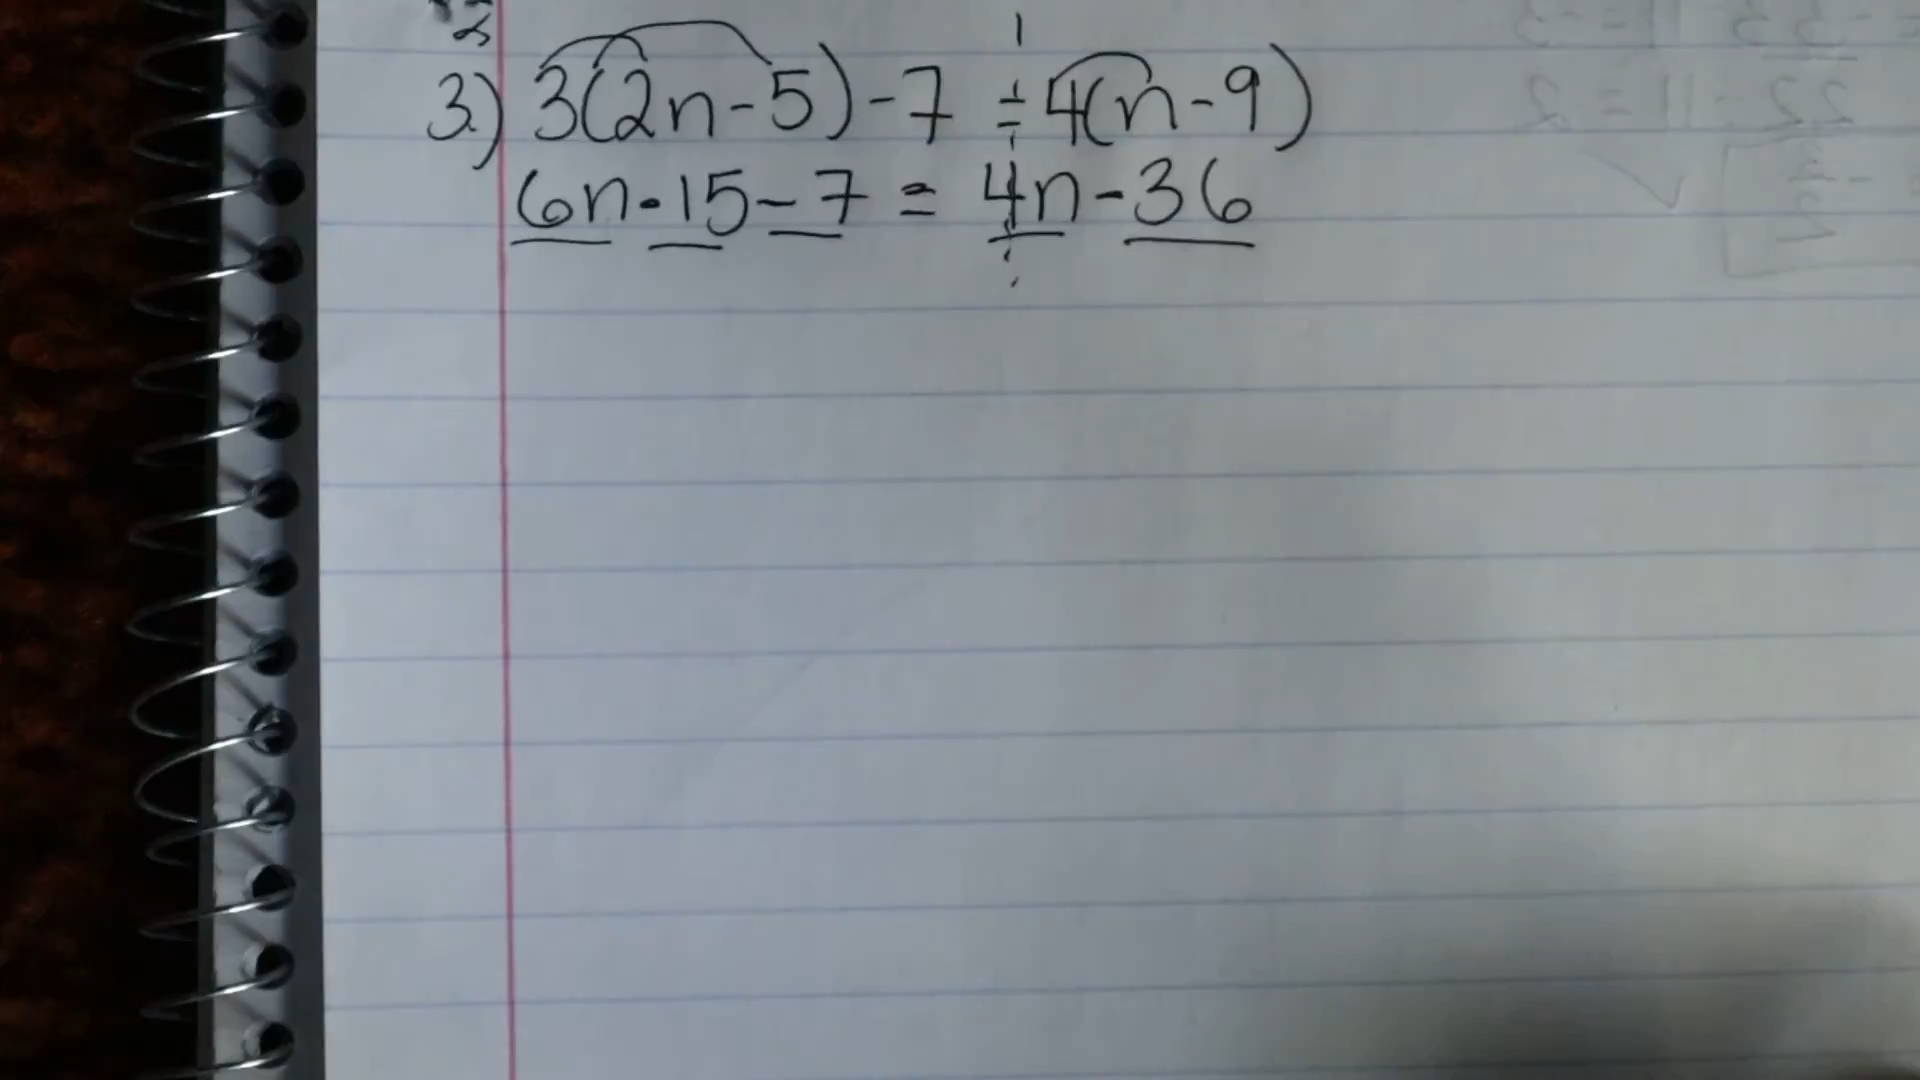 3.) 3(2n-5)-7 = 4(n-9)
6n-15-7 = 4n-36